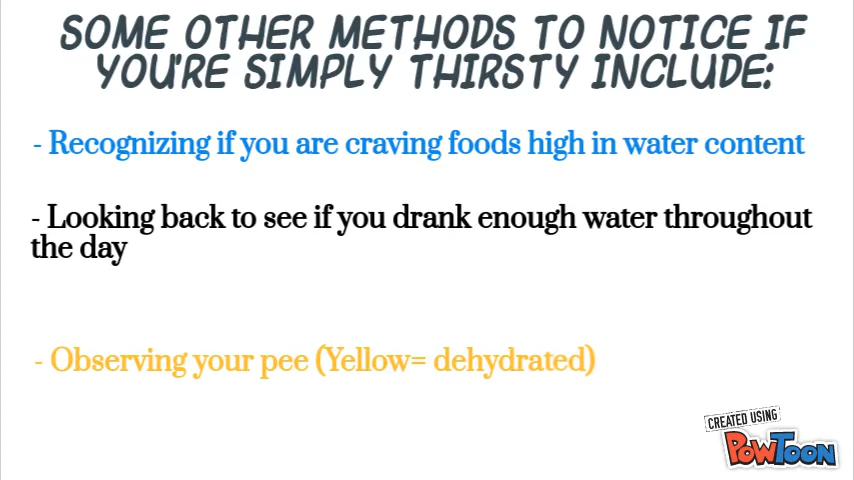 SOME OTHER METHODS TO NOTICE IF
YOU'RE SIMPLY THIRSTY INCLUDE:
- Recognizing if you are craving foods high in water content
- Looking back to see if you drank enough water throughout
the day
- Observing your pee (Yellow= dehydrated)
CREATED USING
POWTOON